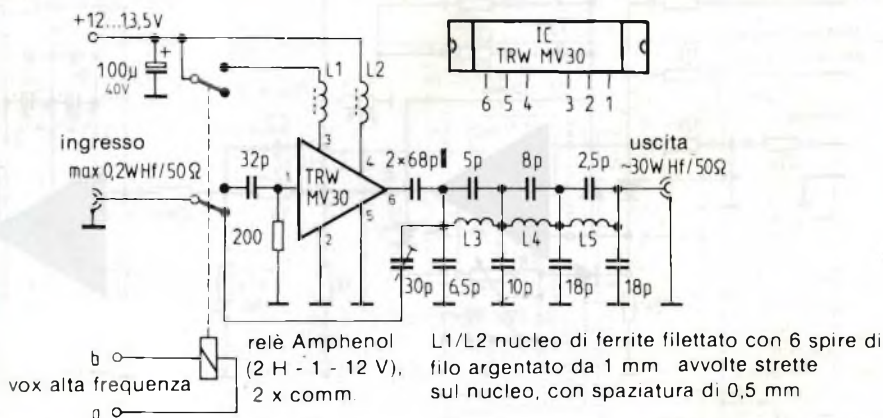 +12...13,5V
100µ
40V
+
L1
L2
IC
TRW MV30
6 5 4 3 2 1
ingresso
max 0,2W Hf/50Ω
32p
200
1
3
TRW
MV30
2
4
5
6
2×68p
5p
8p
2,5p
uscita
~30W Hf/50Ω
L3
L4
L5
30p
6,5p
10p
18p
18p
b
vox alta frequenza
relè Amphenol
(2 H - 1 - 12 V),
2 x comm.
L1/L2 nucleo di ferrite filettato con 6 spire di
filo argentato da 1 mm avvolte strette
sul nucleo, con spaziatura di 0,5 mm